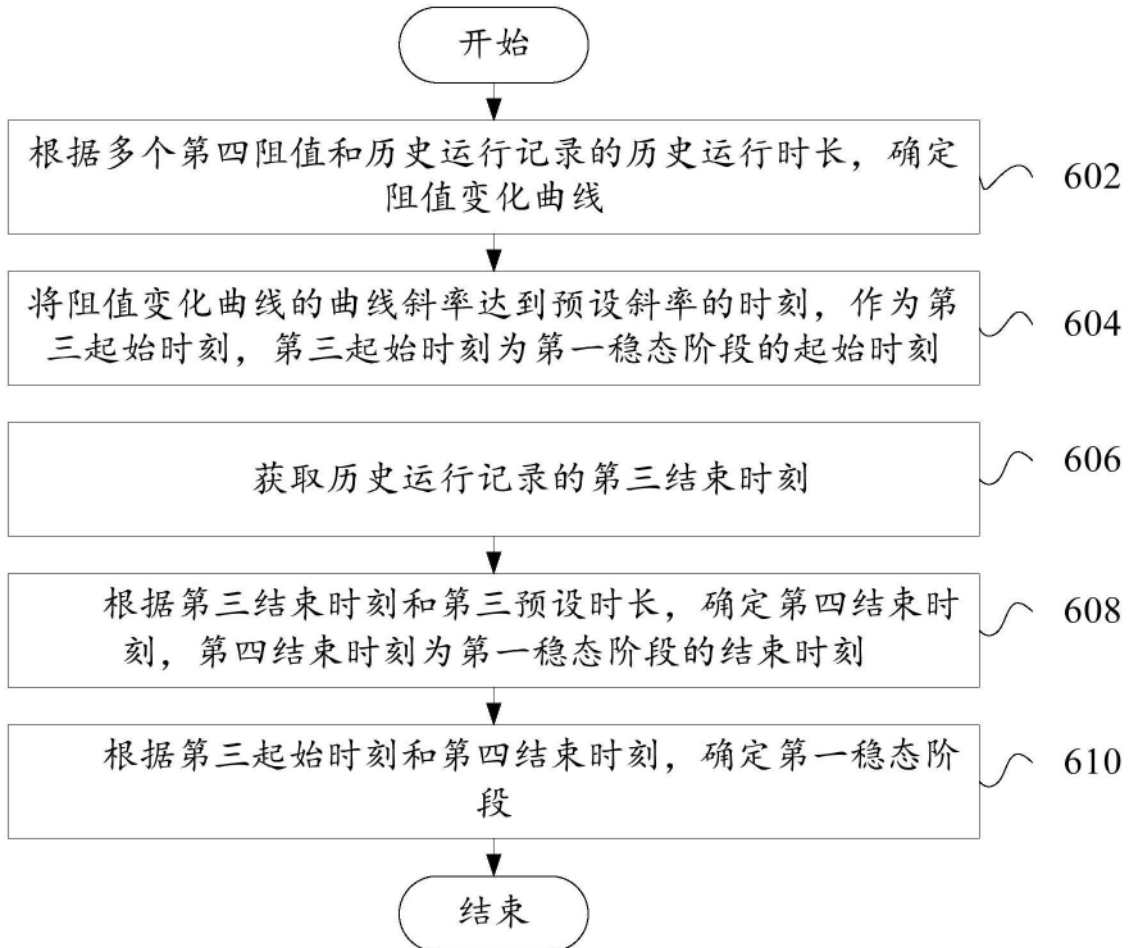 开始
根据多个第四阻值和历史运行记录的历史运行时长，确定
阻值变化曲线
602
将阻值变化曲线的曲线斜率达到预设斜率的时刻，作为第
三起始时刻，第三起始时刻为第一稳态阶段的起始时刻
604
获取历史运行记录的第三结束时刻
606
根据第三结束时刻和第三预设时长，确定第四结束时
刻，第四结束时刻为第一稳态阶段的结束时刻
608
根据第三起始时刻和第四结束时刻，确定第一稳态阶
段
610
结束